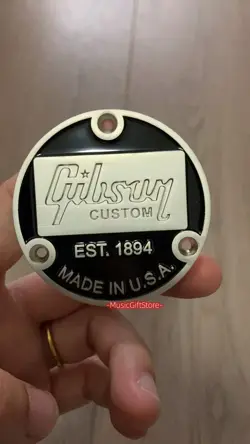 Gibson
CUSTOM
EST. 1894
MADE IN U.S.A.
-MusicGiftStore-